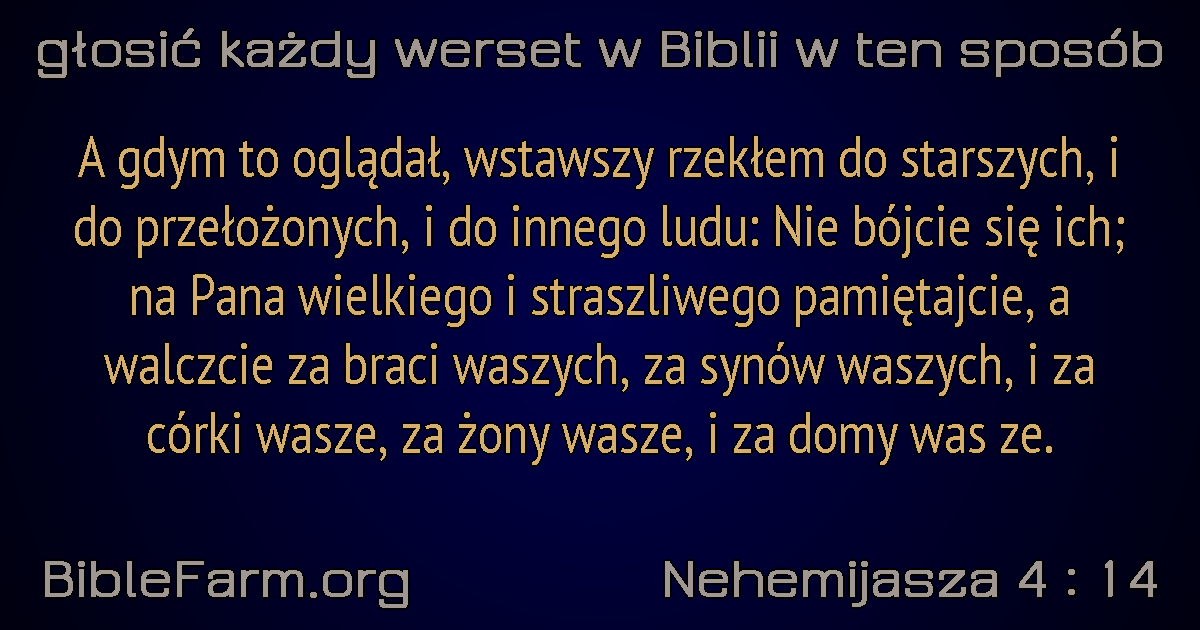 głosić każdy werset w Biblii w ten sposób
A gdym to oglądał, wstawszy rzekłem do starszych, i
do przełożonych, i do innego ludu: Nie bójcie się ich;
na Pana wielkiego i straszliwego pamiętajcie, a
walczcie za braci waszych, za synów waszych, i za
córki wasze, za żony wasze, i za domy was ze.
BibleFarm.org
Nehemijasza 4 : 14